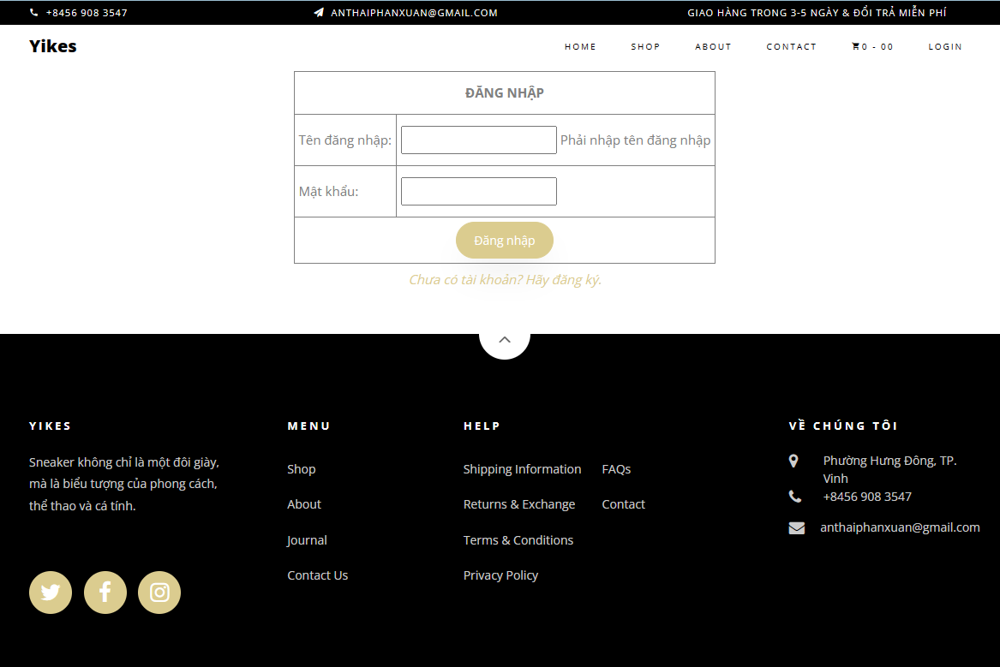 +8456 908 3547
ANTHAIPHANXUAN@GMAIL.COM
GIAO HÀNG TRONG 3-5 NGÀY & ĐỔI TRẢ MIỄN PHÍ
Yikes
HOME
SHOP
ABOUT
CONTACT
0 - 00
LOGIN
ĐĂNG NHẬP
Tên đăng nhập:
Phải nhập tên đăng nhập
Mật khẩu:
Đăng nhập
Chưa có tài khoản? Hãy đăng ký.
YIKES
Sneaker không chỉ là một đôi giày,
mà là biểu tượng của phong cách,
thể thao và cá tính.
MENU
Shop
About
Journal
Contact Us
HELP
Shipping Information
Returns & Exchange
Terms & Conditions
Privacy Policy
FAQs
Contact
VỀ CHÚNG TÔI
Phường Hưng Đông, TP.
Vinh
+8456 908 3547
anthaiphanxuan@gmail.com